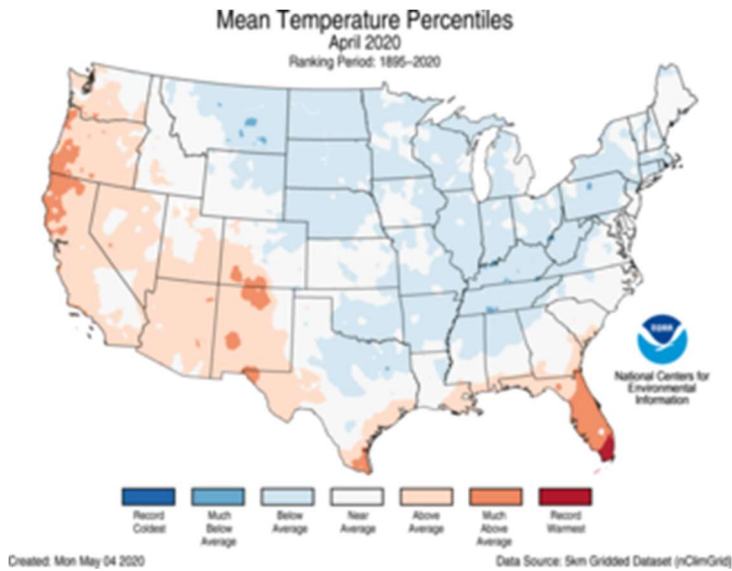 Mean Temperature Percentiles
April 2020
Ranking Period: 1895–2020
NOAA
National Centers for
Environmental
Information
Record
Coldest
Much
Below
Average
Below
Average
Near
Average
Above
Average
Much
Above
Average
Record
Warmest
Created: Mon May 04 2020
Data Source: 5km Gridded Dataset (nClimGrid)